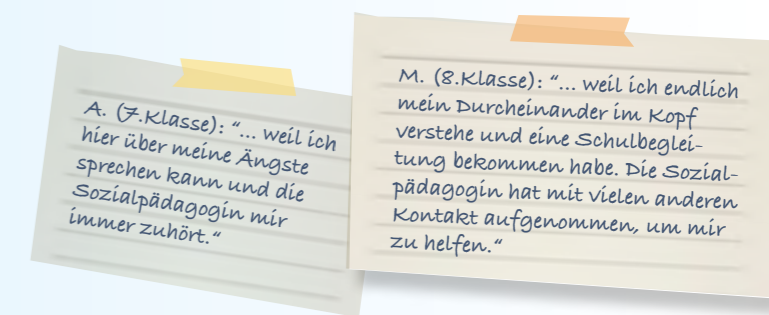 A. (7.Klasse): "... weil ich
hier über meine Ängste
sprechen kann und die
Sozialpädagogin mir
immer zuhört."
M. (8.Klasse): "... weil ich endlich
mein Durcheinander im Kopf
verstehe und eine Schulbeglei-
tung bekommen habe. Die Sozial-
pädagogin hat mit vielen anderen
Kontakt aufgenommen, um mir
zu helfen."